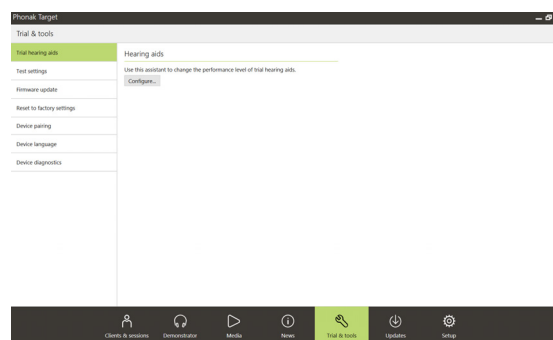 Phonak Target
Trial & tools
Trial hearing aids
Test settings
Firmware update
Reset to factory settings
Device pairing
Device language
Device diagnostics
Hearing aids
Use this assistant to change the performance level of trial hearing aids.
Configure...
Clients & sessions
Demonstrator
Media
News
Trial & tools
Updates
Setup